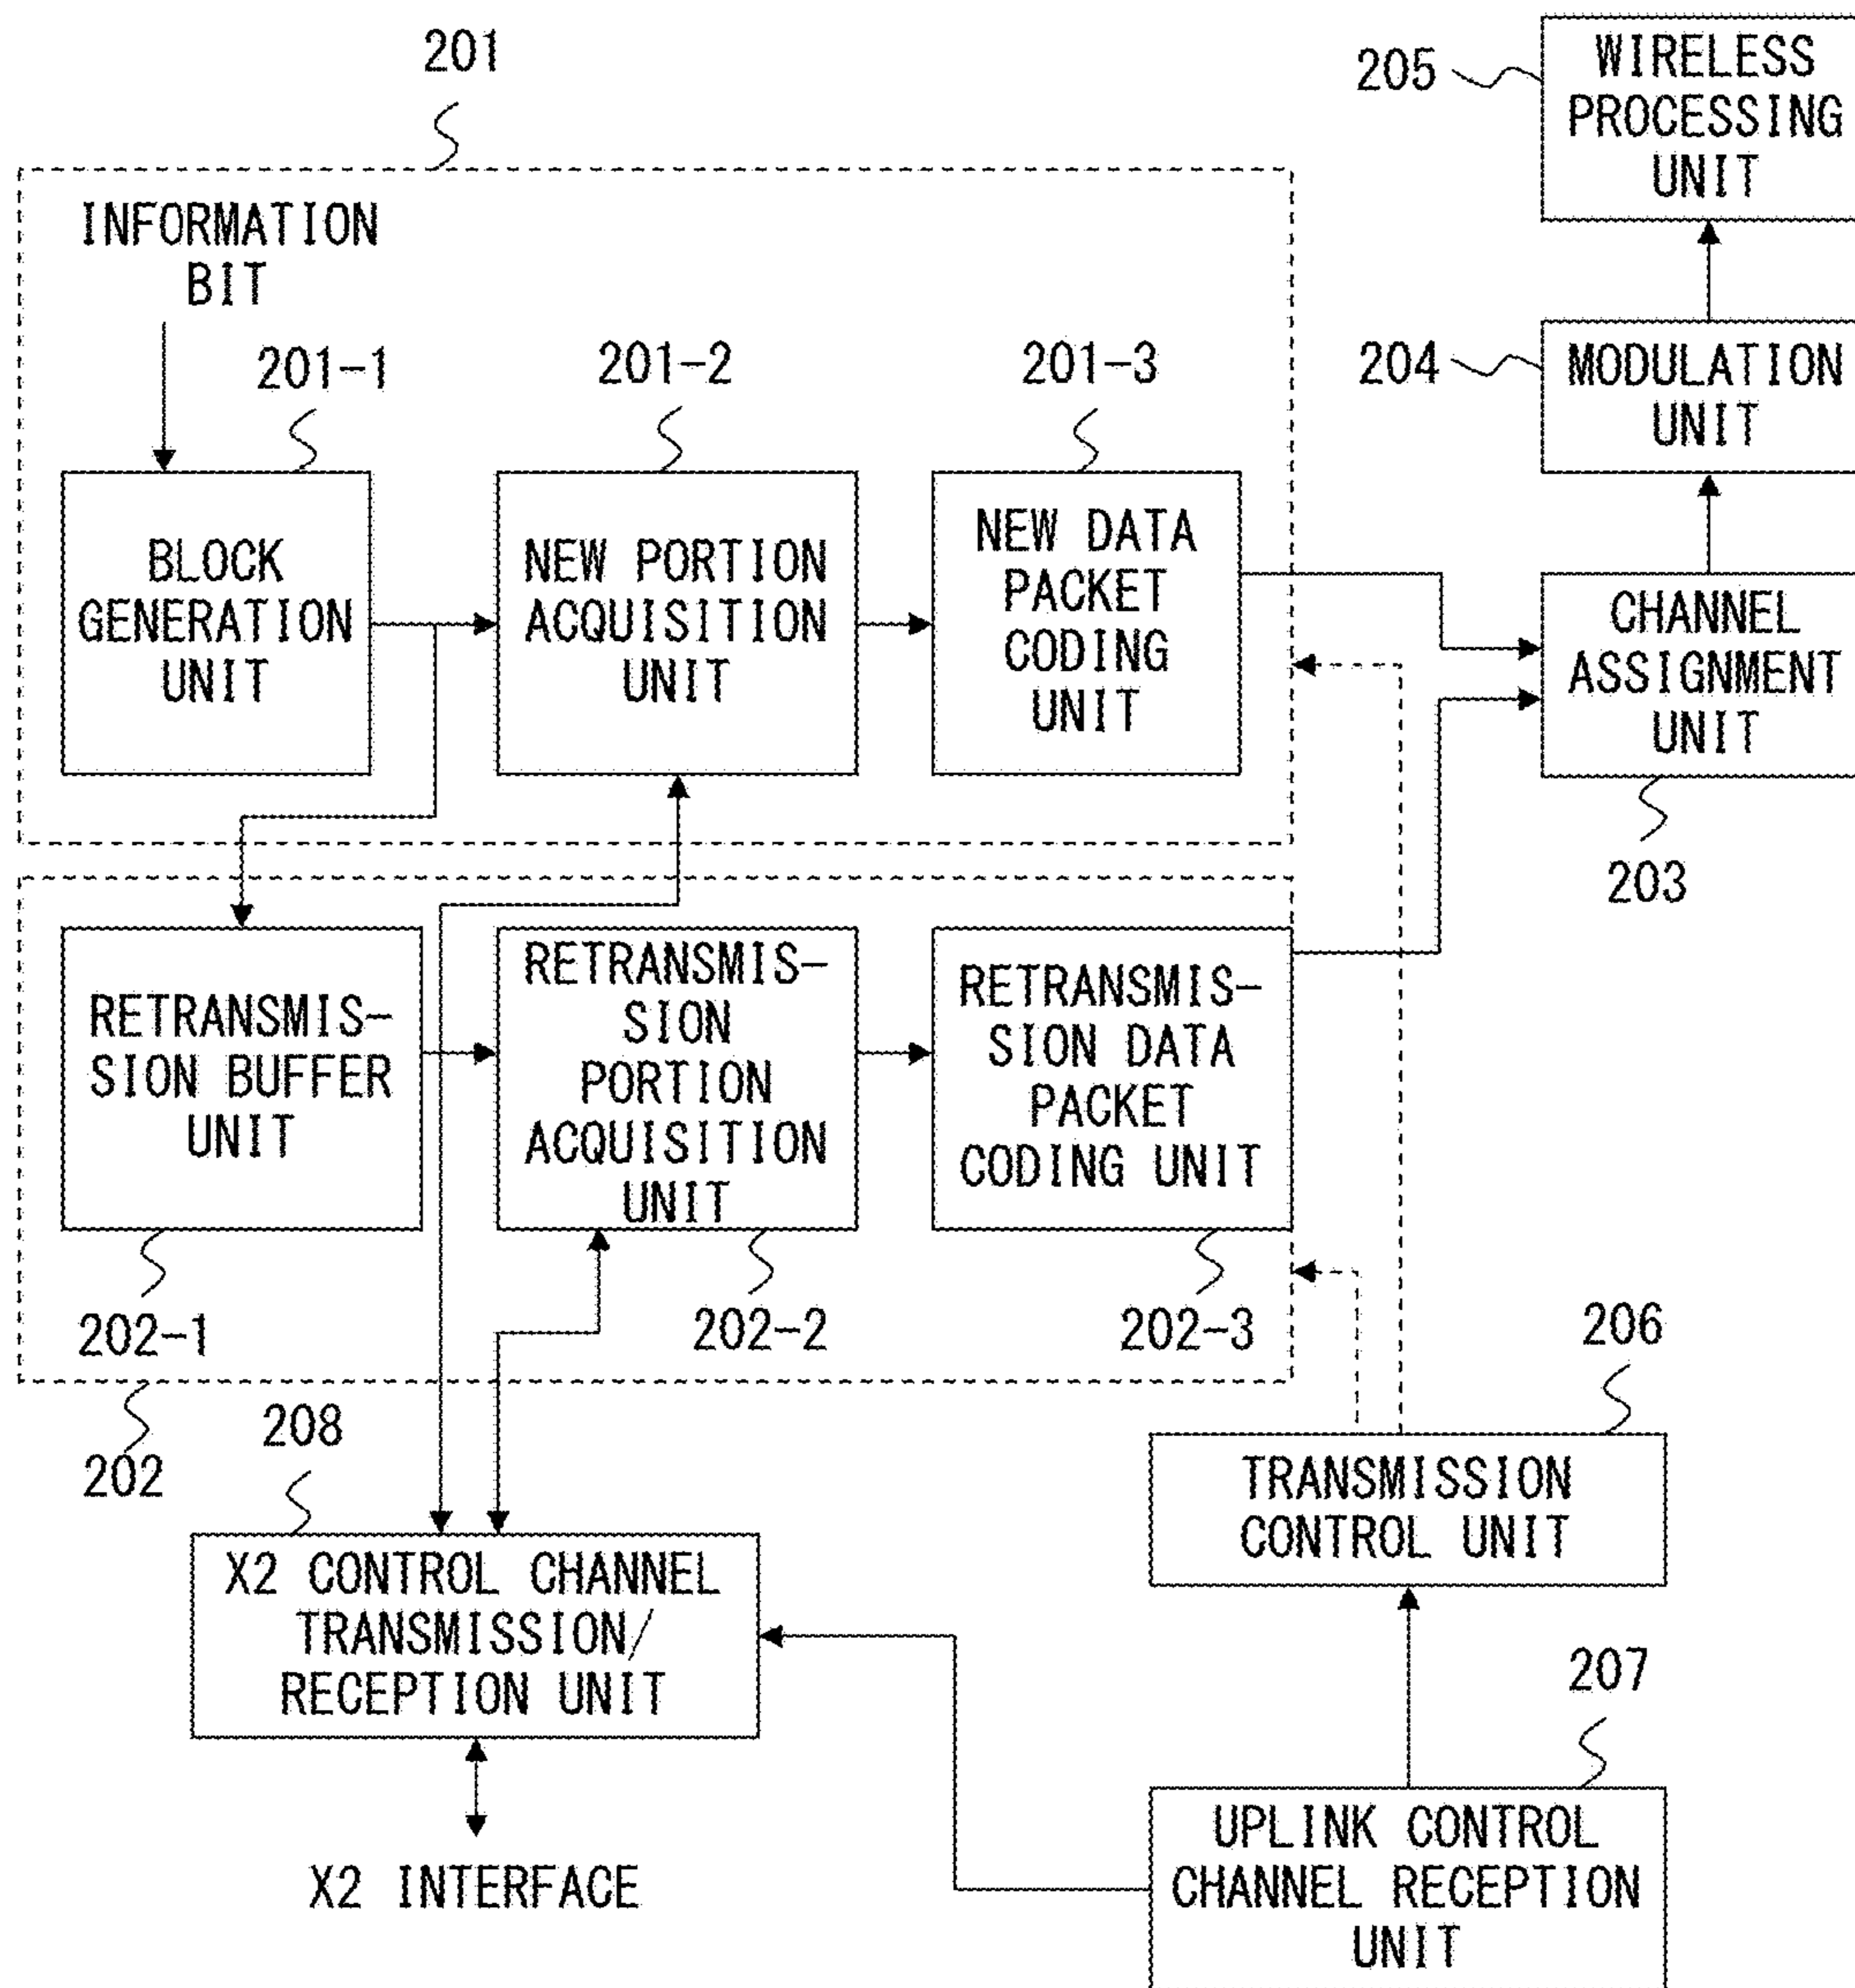 201
205
WIRELESS
PROCESSING
UNIT
INFORMATION
BIT
201-1
201-2
201-3
204
MODULATION
UNIT
BLOCK
GENERATION
UNIT
NEW PORTION
ACQUISITION
UNIT
NEW DATA
PACKET
CODING
UNIT
CHANNEL
ASSIGNMENT
UNIT
203
RETRANSMIS-
SION BUFFER
UNIT
RETRANSMIS-
SION
PORTION
ACQUISITION
UNIT
RETRANSMIS-
SION DATA
PACKET
CODING UNIT
202-1
202-2
202-3
206
202
208
TRANSMISSION
CONTROL UNIT
X2 CONTROL CHANNEL
TRANSMISSION/
RECEPTION UNIT
207
X2 INTERFACE
UPLINK CONTROL
CHANNEL RECEPTION
UNIT